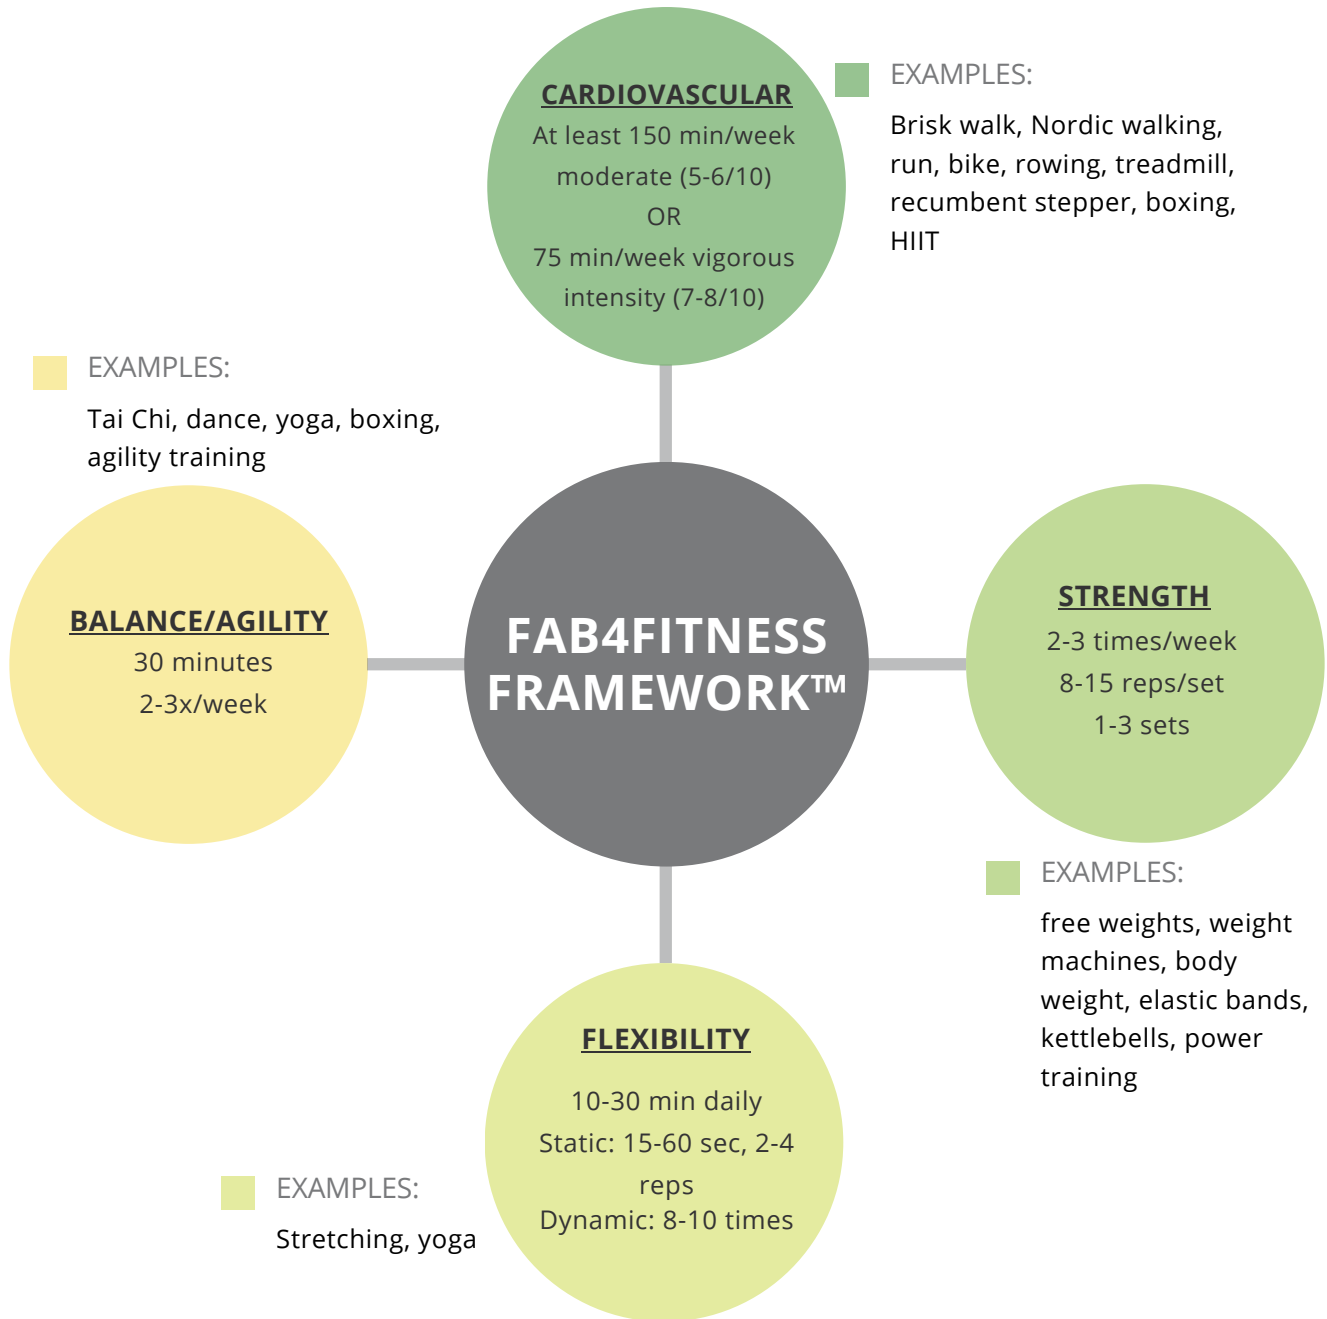 CARDIOVASCULAR
At least 150 min/week
moderate (5-6/10)
OR
75 min/week vigorous
intensity (7-8/10)
EXAMPLES:
Brisk walk, Nordic walking,
run, bike, rowing, treadmill,
recumbent stepper, boxing,
HIIT
EXAMPLES:
Tai Chi, dance, yoga, boxing,
agility training
BALANCE/AGILITY
30 minutes
2-3x/week
FAB4FITNESS
FRAMEWORK™
STRENGTH
2-3 times/week
8-15 reps/set
1-3 sets
EXAMPLES:
free weights, weight
machines, body
weight, elastic bands,
kettlebells, power
training
FLEXIBILITY
10-30 min daily
Static: 15-60 sec, 2-4
reps
Dynamic: 8-10 times
EXAMPLES:
Stretching, yoga